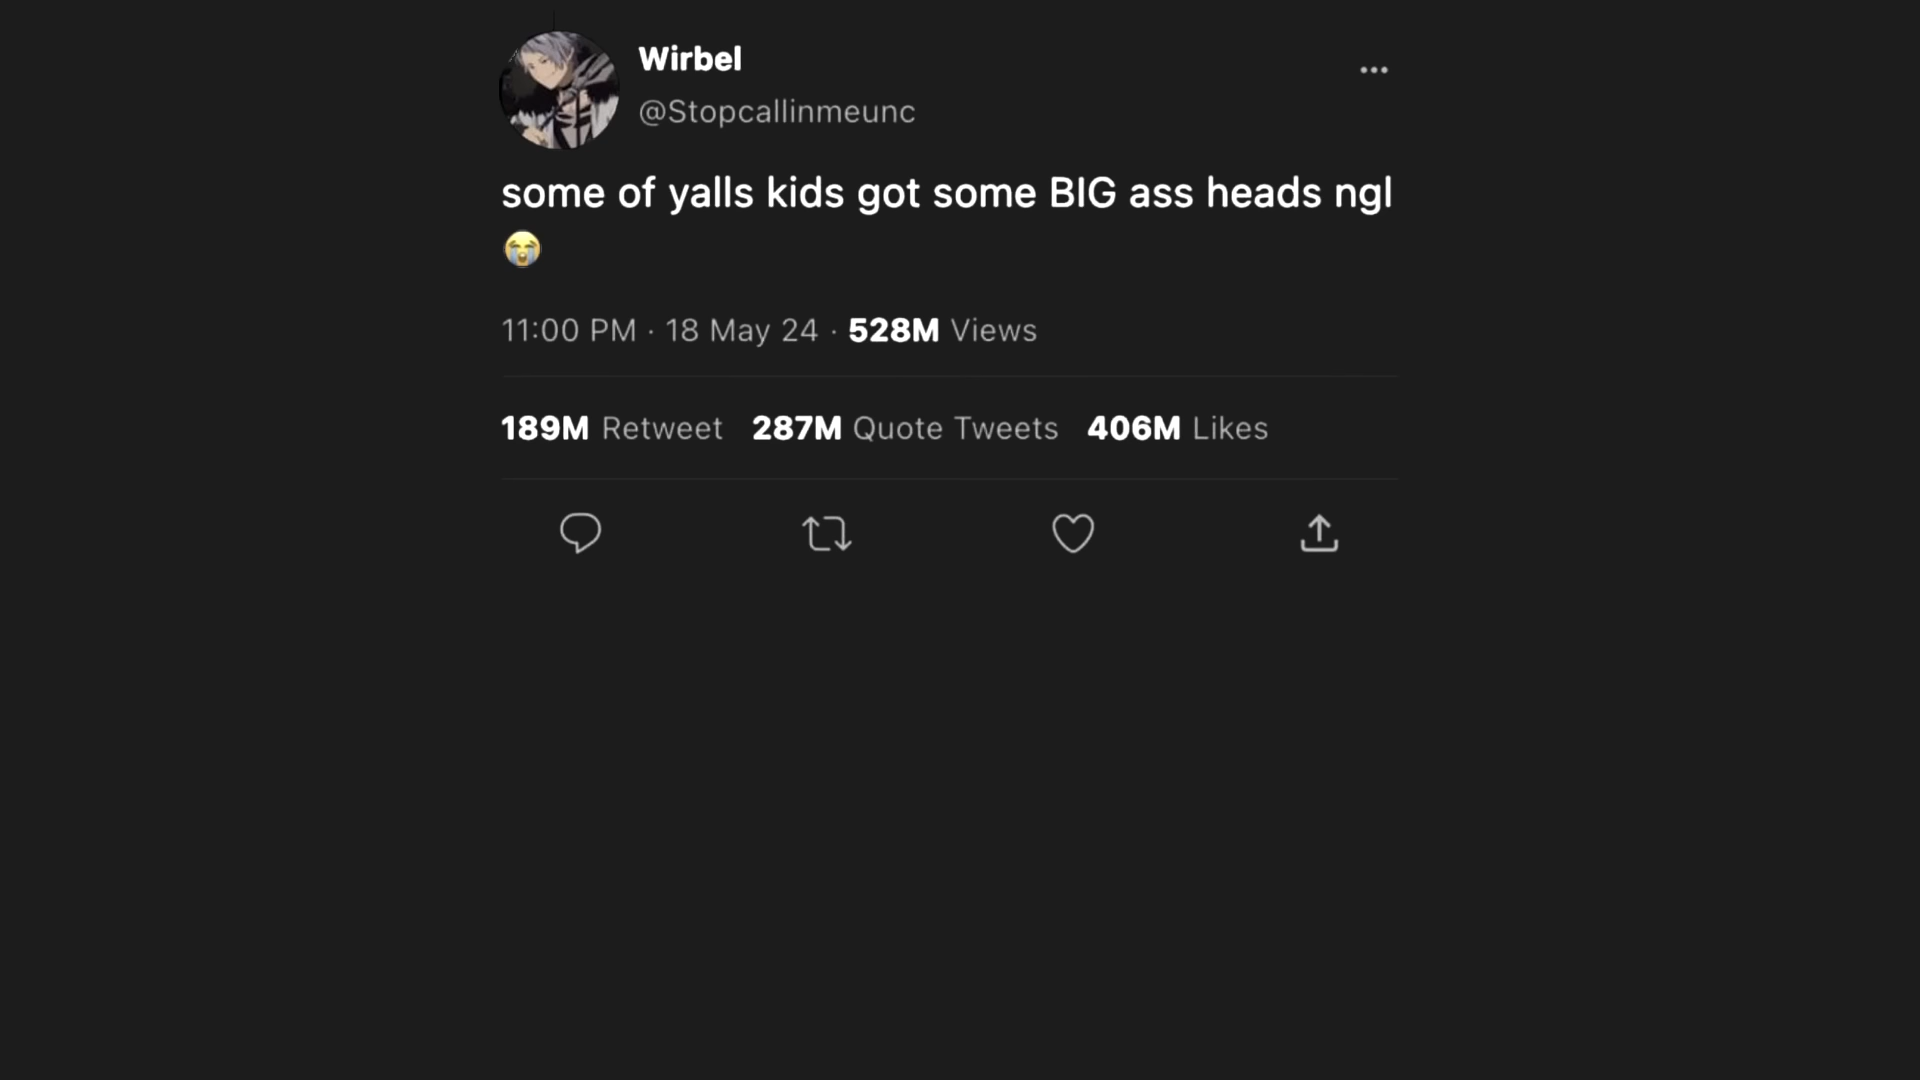 Wirbel
@Stopcallinmeunc
some of yalls kids got some BIG ass heads ngl
😭
11:00 PM · 18 May 24 · 528M Views
189M Retweet 287M Quote Tweets 406M Likes